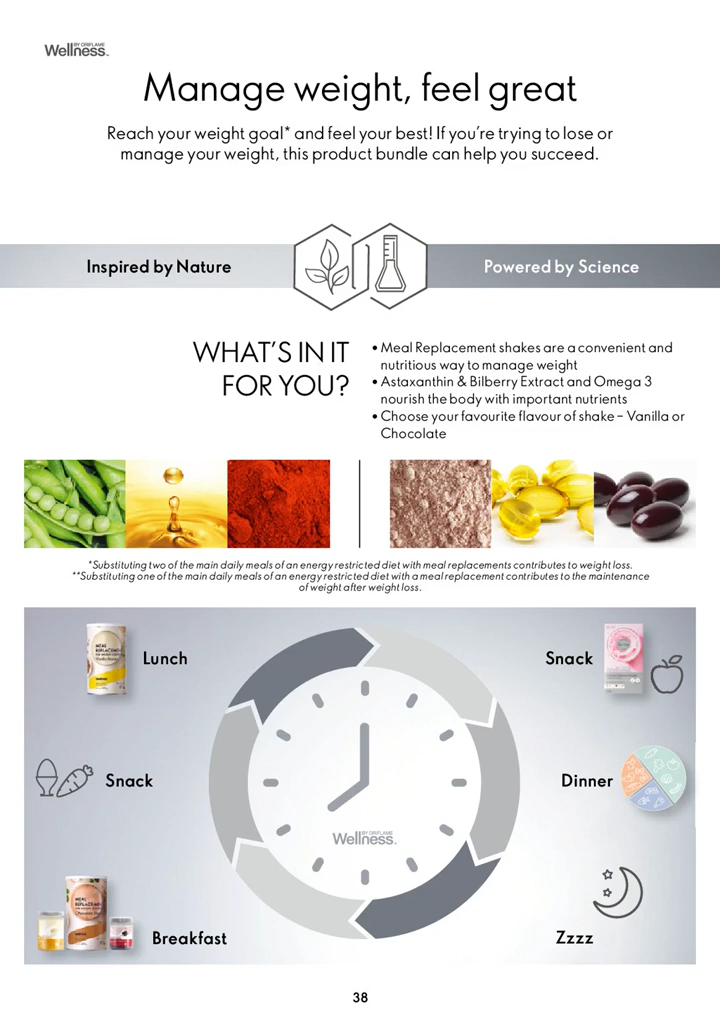 Wellness.
BY ORIFLAME
Manage weight, feel great
Reach your weight goal* and feel your best! If you're trying to lose or
manage your weight, this product bundle can help you succeed.
Inspired by Nature
Powered by Science
WHAT'S IN IT
FOR YOU?
• Meal Replacement shakes are a convenient and
nutritious way to manage weight
• Astaxanthin & Bilberry Extract and Omega 3
nourish the body with important nutrients
• Choose your favourite flavour of shake – Vanilla or
Chocolate
*Substituting two of the main daily meals of an energy restricted diet with meal replacements contributes to weight loss.
**Substituting one of the main daily meals of an energy restricted diet with a meal replacement contributes to the maintenance
of weight after weight loss.
MEAL
REPLACEMENT
Lunch
Snack
Snack
Dinner
Wellness.
BY ORIFLAME
MEAL
REPLACEMENT
Breakfast
Zzzz
38